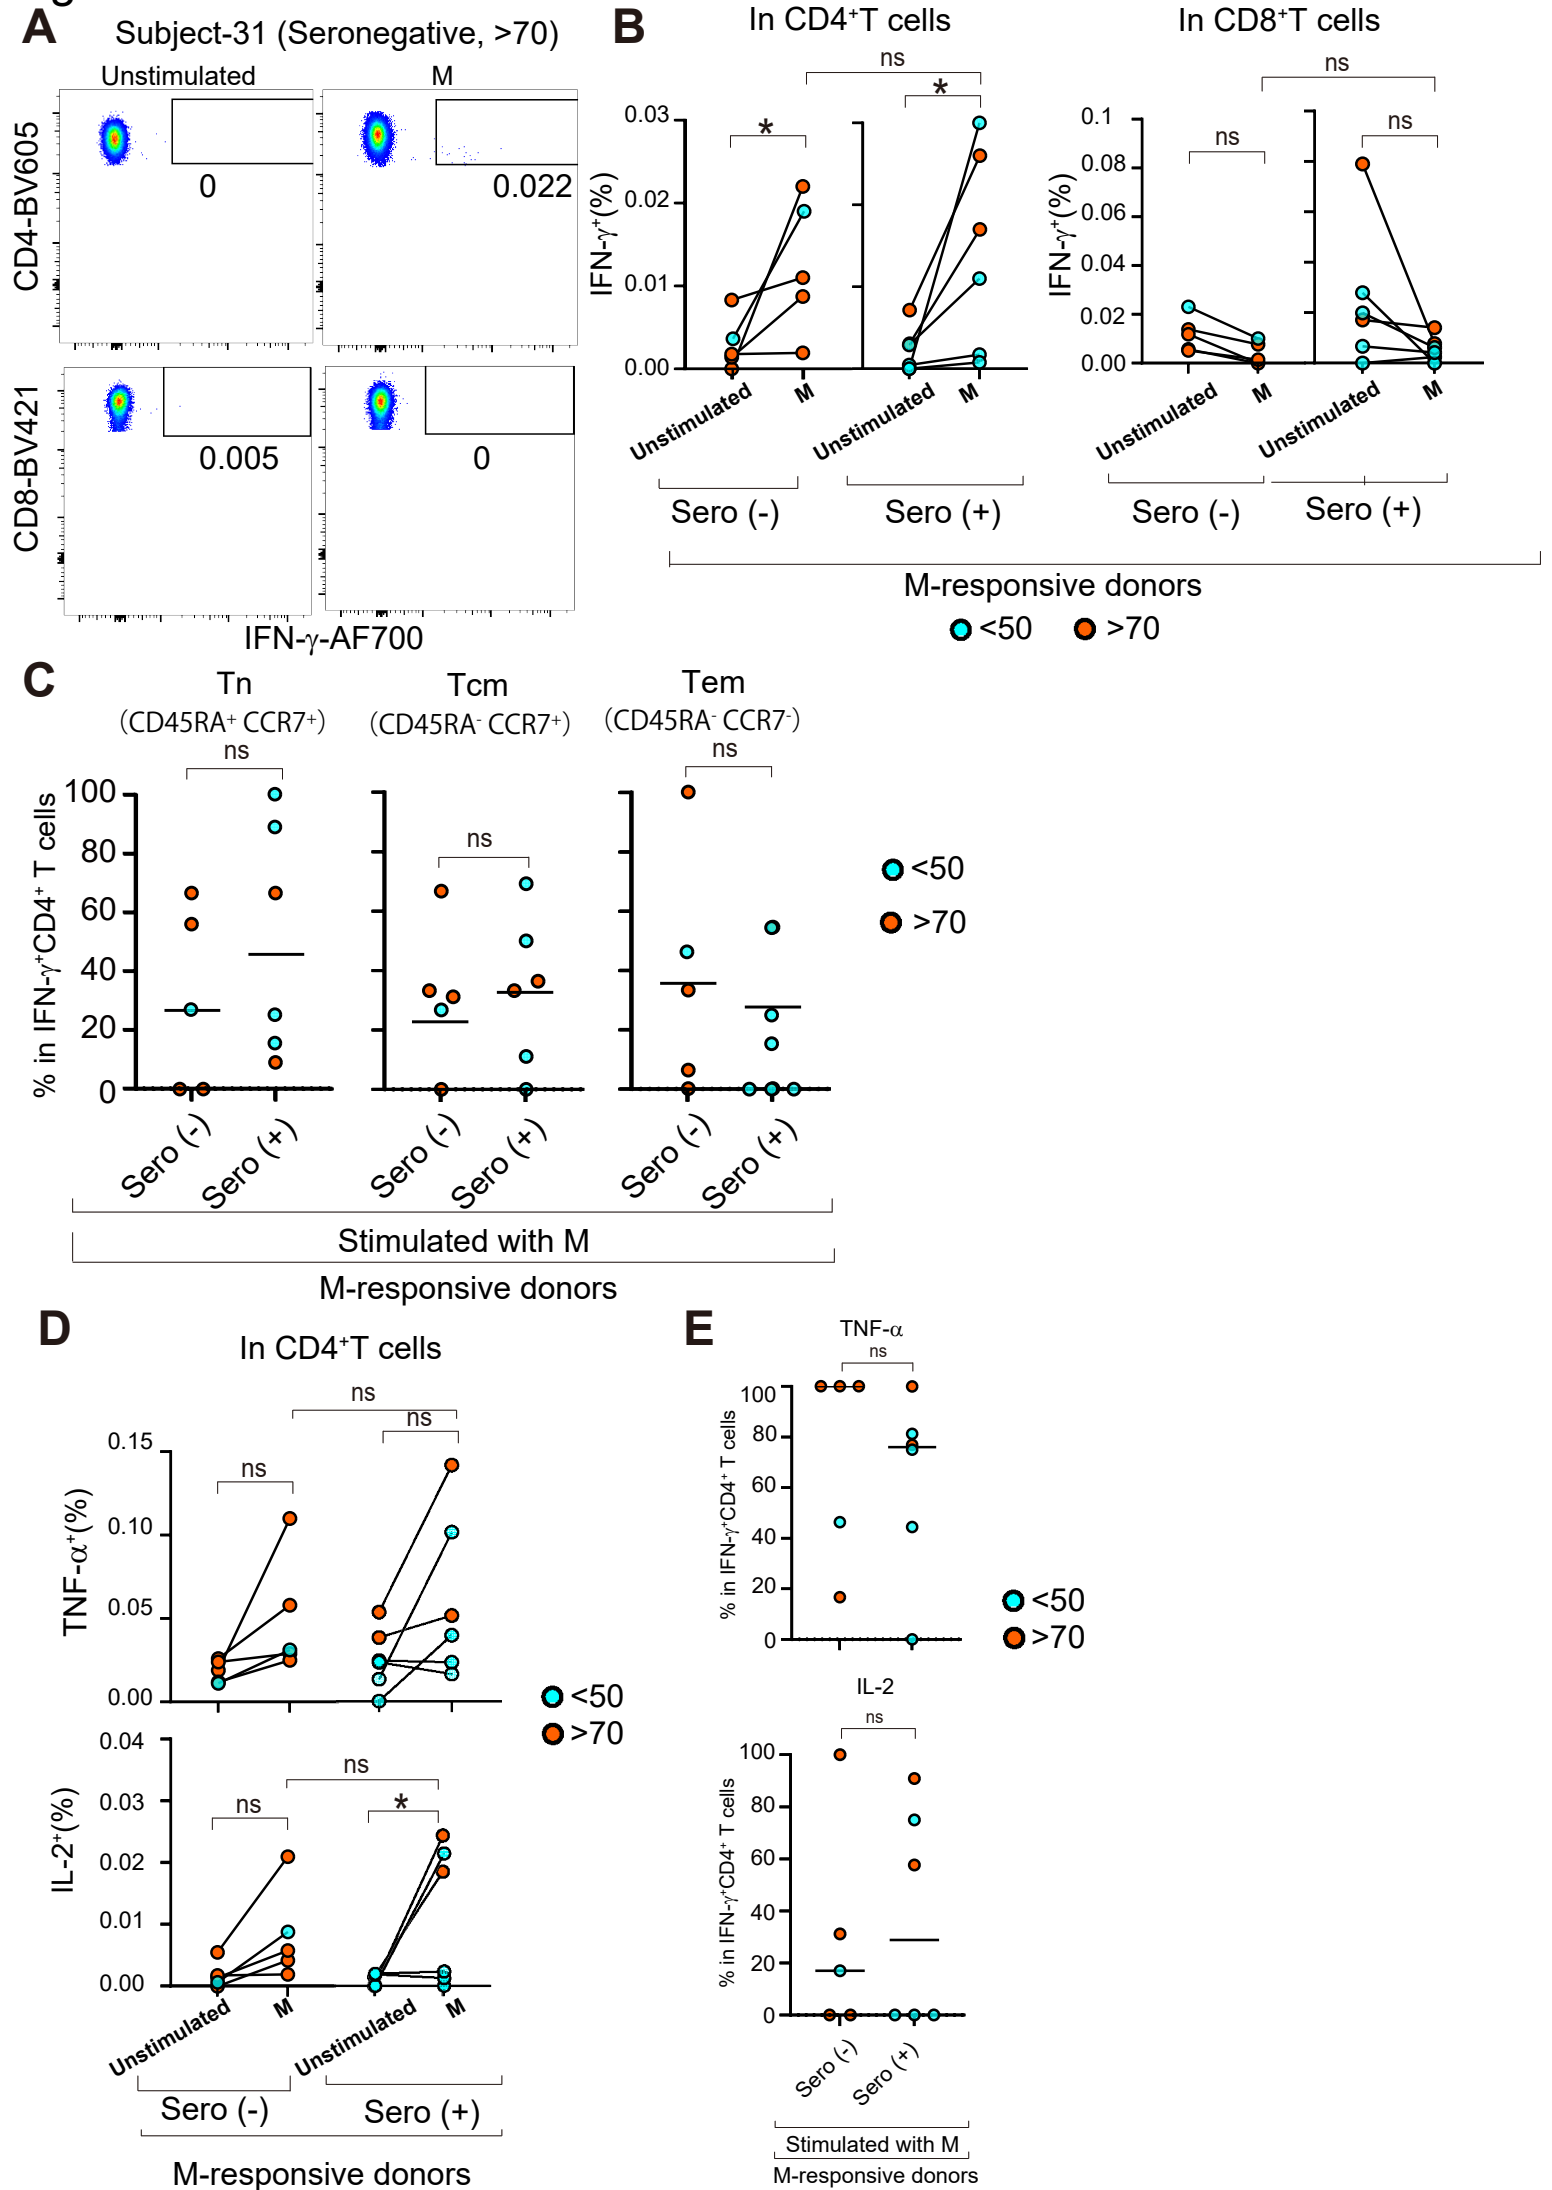 A
Subject-31 (Seronegative, >70)
Unstimulated
M
CD4-BV605
0
0.022
CD8-BV421
0.005
0
IFN-γ-AF700
B
In CD4⁺T cells
In CD8⁺T cells
ns
*
*
IFN-γ⁺(%)
0.03
0.02
0.01
0.00
Unstimulated
M
Unstimulated
M
Sero (-)
Sero (+)
ns
ns
ns
IFN-γ⁺(%)
0.1
0.08
0.06
0.04
0.02
0.00
Unstimulated
M
Unstimulated
M
Sero (-)
Sero (+)
M-responsive donors
<50
>70
C
Tn
(CD45RA⁺ CCR7⁺)
ns
Tcm
(CD45RA⁻ CCR7⁺)
ns
Tem
(CD45RA⁻ CCR7⁻)
ns
% in IFN-γ⁺CD4⁺ T cells
100
80
60
40
20
0
<50
>70
Sero (-)
Sero (+)
Sero (-)
Sero (+)
Sero (-)
Sero (+)
Stimulated with M
M-responsive donors
D
In CD4⁺T cells
ns
ns
ns
TNF-α⁺(%)
0.15
0.10
0.05
0.00
<50
>70
IL-2⁺(%)
0.04
0.03
0.02
0.01
0.00
ns
ns
*
Unstimulated
M
Unstimulated
M
Sero (-)
Sero (+)
M-responsive donors
E
TNF-α
ns
% in IFN-γ⁺CD4⁺ T cells
100
80
60
40
20
0
<50
>70
IL-2
ns
% in IFN-γ⁺CD4⁺ T cells
100
80
60
40
20
0
Sero (-)
Sero (+)
Stimulated with M
M-responsive donors